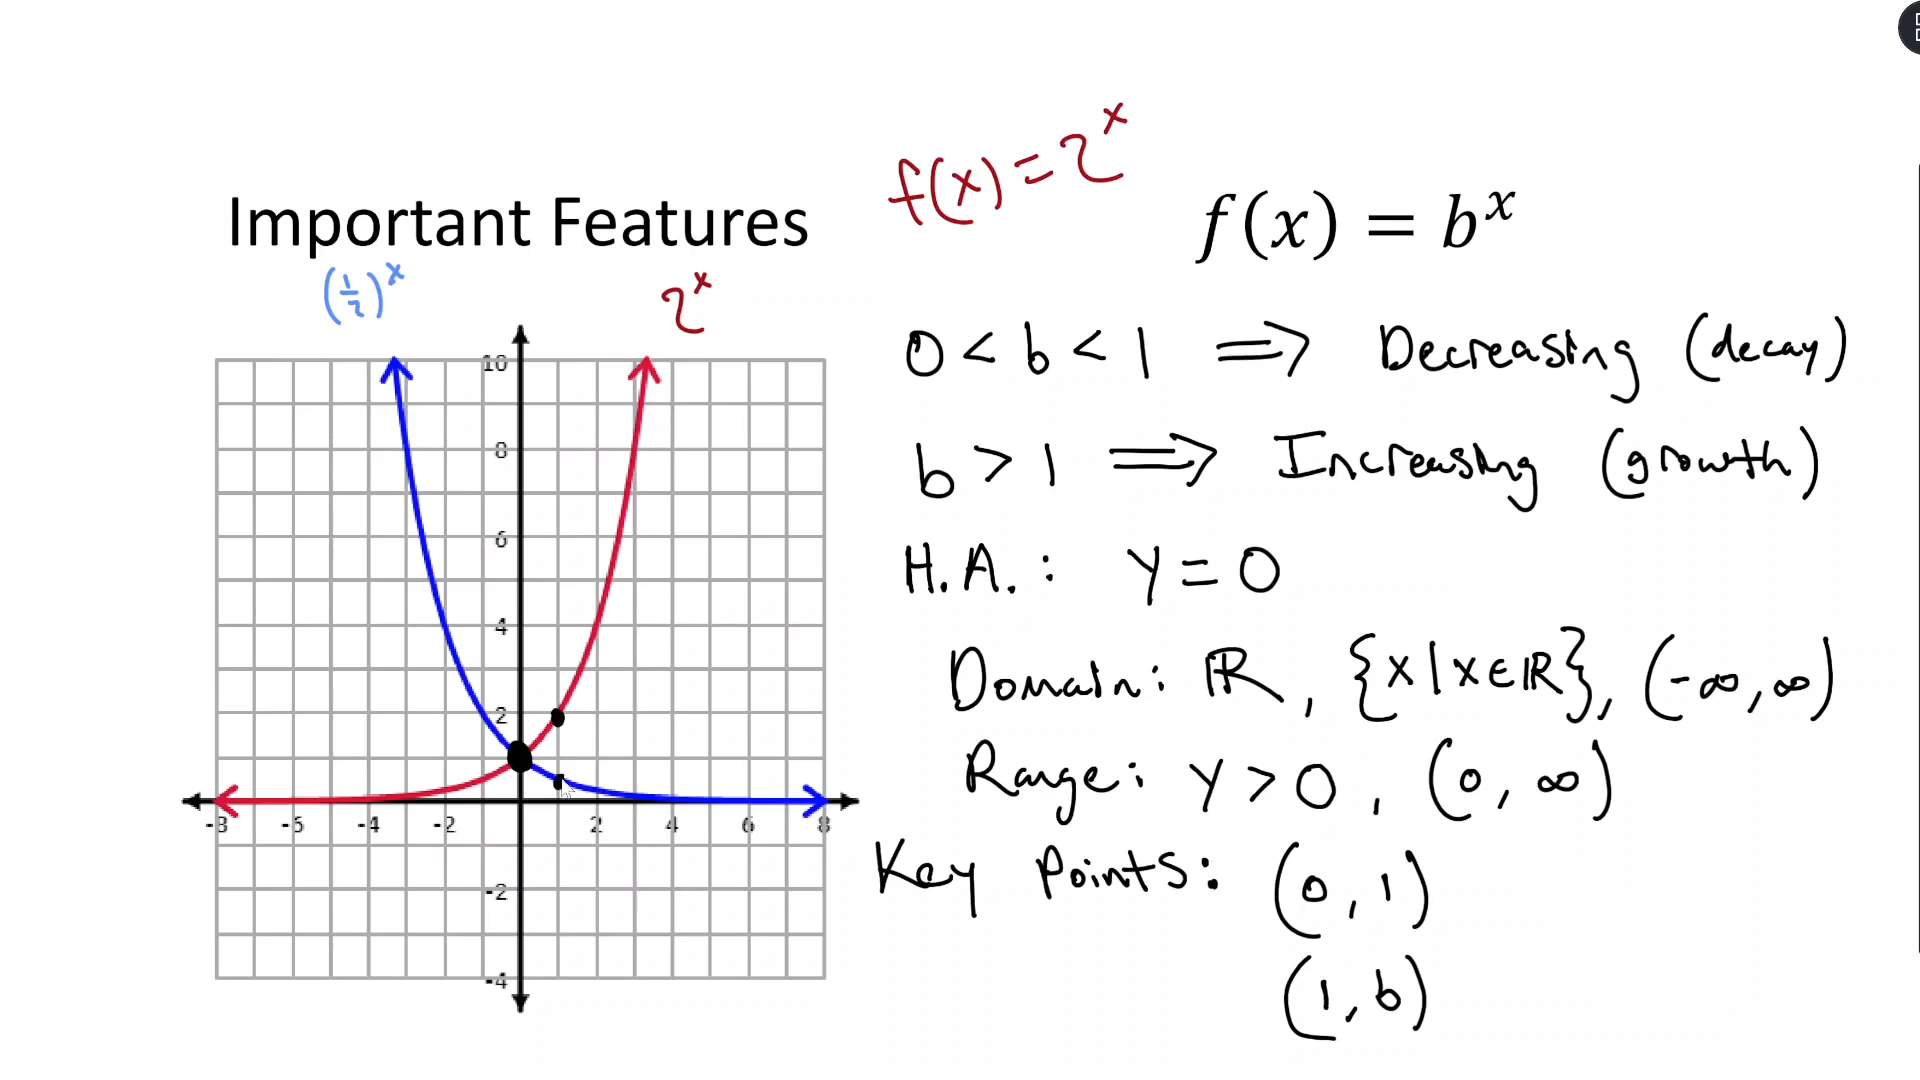 f(x) = 2^x
Important Features
f(x) = b^x
(1/2)^x
2^x
0 < b < 1 ⟹ Decreasing (decay)
b > 1 ⟹ Increasing (growth)
H.A. : y = 0
Domain: ℝ, {x | x ∈ ℝ}, (-∞, ∞)
Range: y > 0, (0, ∞)
Key Points: (0, 1)
(1, b)
10
8
6
4
2
-8 -6 -4 -2 2 4 6 8
-2
-4